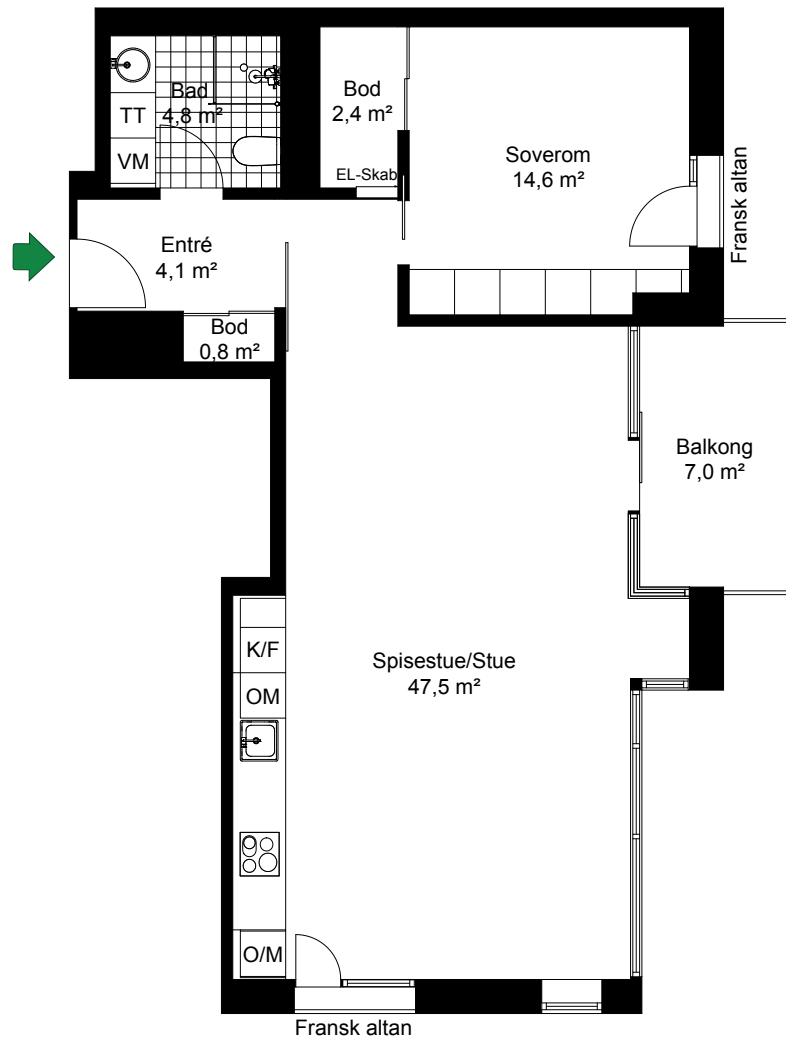 Bad
4,8 m²
TT
VM
Bod
2,4 m²
EL-Skab
Soverom
14,6 m²
Fransk altan
Entré
4,1 m²
Bod
0,8 m²
Balkong
7,0 m²
K/F
OM
Spisestue/Stue
47,5 m²
O/M
Fransk altan